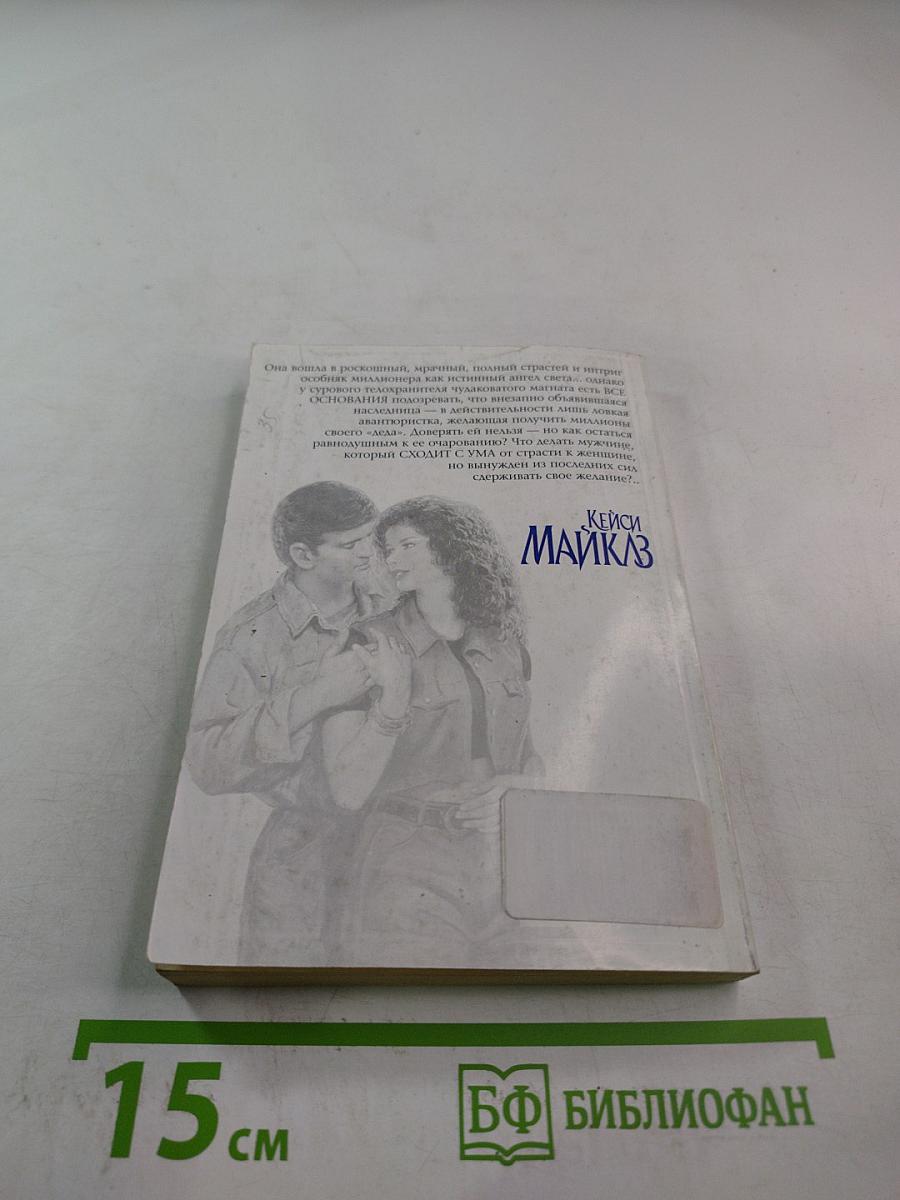 Она вошла в роскошный, мрачный, полный страстей и интриг
особняк миллионера как истинный ангел света... однако
у сурового телохранителя чудаковатого магната есть ВСЕ
ОСНОВАНИЯ подозревать, что внезапно объявившаяся
наследница — в действительности лишь ловкая
авантюристка, желающая получить миллионы
своего «деда». Доверять ей нельзя — но как остаться
равнодушным к ее очарованию? Что делать мужчине,
который СХОДИТ С УМА от страсти к женщине,
но вынужден из последних сил
сдерживать свое желание?..
35
КЕЙСИ
МАЙКЛЗ
15 см
БФ БИБЛИОФАН